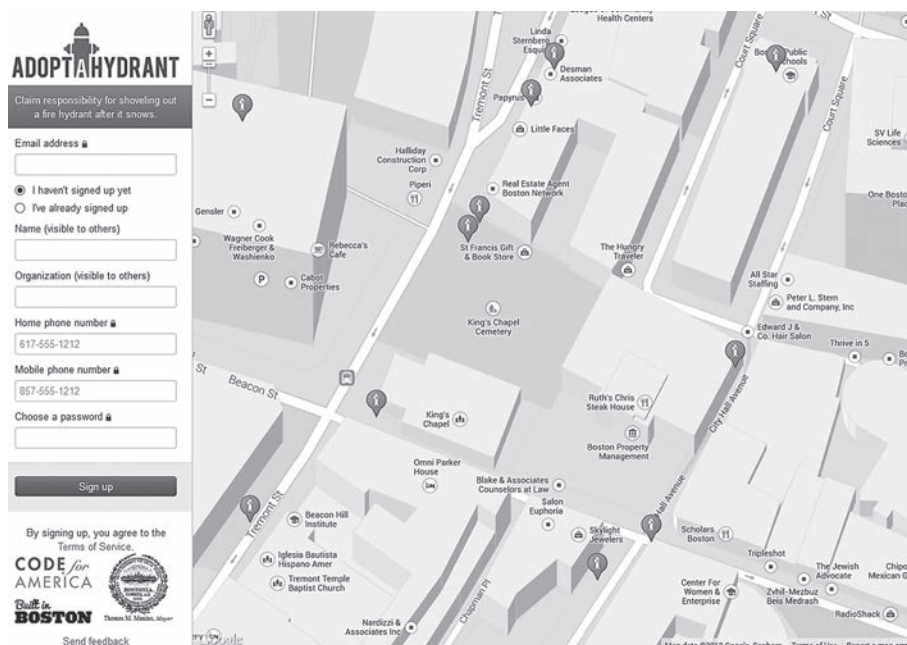 ADOPTAHYDRANT
Claim responsibility for shoveling out
a fire hydrant after it snows.
Email address
I haven't signed up yet
I've already signed up
Name (visible to others)
Organization (visible to others)
Home phone number
617-555-1212
Mobile phone number
857-555-1212
Choose a password
Sign up
By signing up, you agree to the
Terms of Service.
CODE for
AMERICA
Built in
BOSTON
Thomas M. Menino, Mayor
Send feedback
Health Centers
Linda
Sternberg
Esquire
Desman
Associates
Papyrus
Little Faces
Tremont St
Court Square
Public
Schools
Court Square
SV Life
Sciences
Halliday
Construction
Corp
Piperi
Real Estate Agent
Boston Network
One Boston
Place
Gensler
Wagner Cook
Freiberger &
Washienko
Rebecca's
Cafe
P
Cabot
Properties
St Francis Gift
& Book Store
The Hungry
Traveler
All Star
Staffing
Peter L. Stern
and Company, Inc
King's Chapel
Cemetery
Edward J &
Co. Hair Salon
Thrive in 5
St
Beacon St
King's
Chapel
Ruth's Chris
Steak House
City Hall Avenue
Boston Property
Management
Omni Parker
House
Blake & Associates
Counselors at Law
Salon
Euphoria
Hall Avenue
Tremont St
Beacon Hill
Institute
Skylight
Jewelers
Scholars
Boston
Iglesia Bautista
Hispano Amer
Tremont Temple
Baptist Church
Chapman Pl
Tripleshot
The Jewish
Advocate
Chipo
Mexican G
Center For
Women &
Enterprise
Zvhil-Mezbuz
Beis Medrash
Nardizzi &
Associates Inc
RadioShack
Google